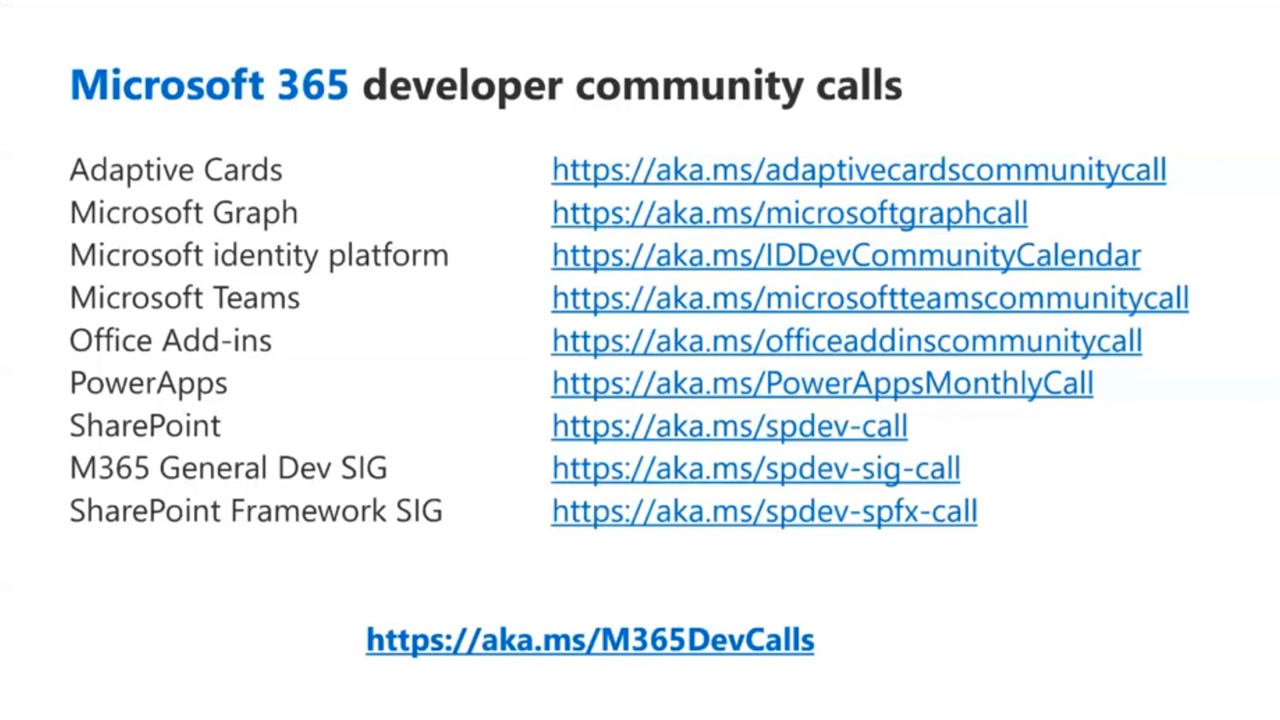 Microsoft 365 developer community calls
Adaptive Cards https://aka.ms/adaptivecardscommunitycall
Microsoft Graph https://aka.ms/microsoftgraphcall
Microsoft identity platform https://aka.ms/IDDevCommunityCalendar
Microsoft Teams https://aka.ms/microsoftteamscommunitycall
Office Add-ins https://aka.ms/officeaddinscommunitycall
PowerApps https://aka.ms/PowerAppsMonthlyCall
SharePoint https://aka.ms/spdev-call
M365 General Dev SIG https://aka.ms/spdev-sig-call
SharePoint Framework SIG https://aka.ms/spdev-spfx-call
https://aka.ms/M365DevCalls